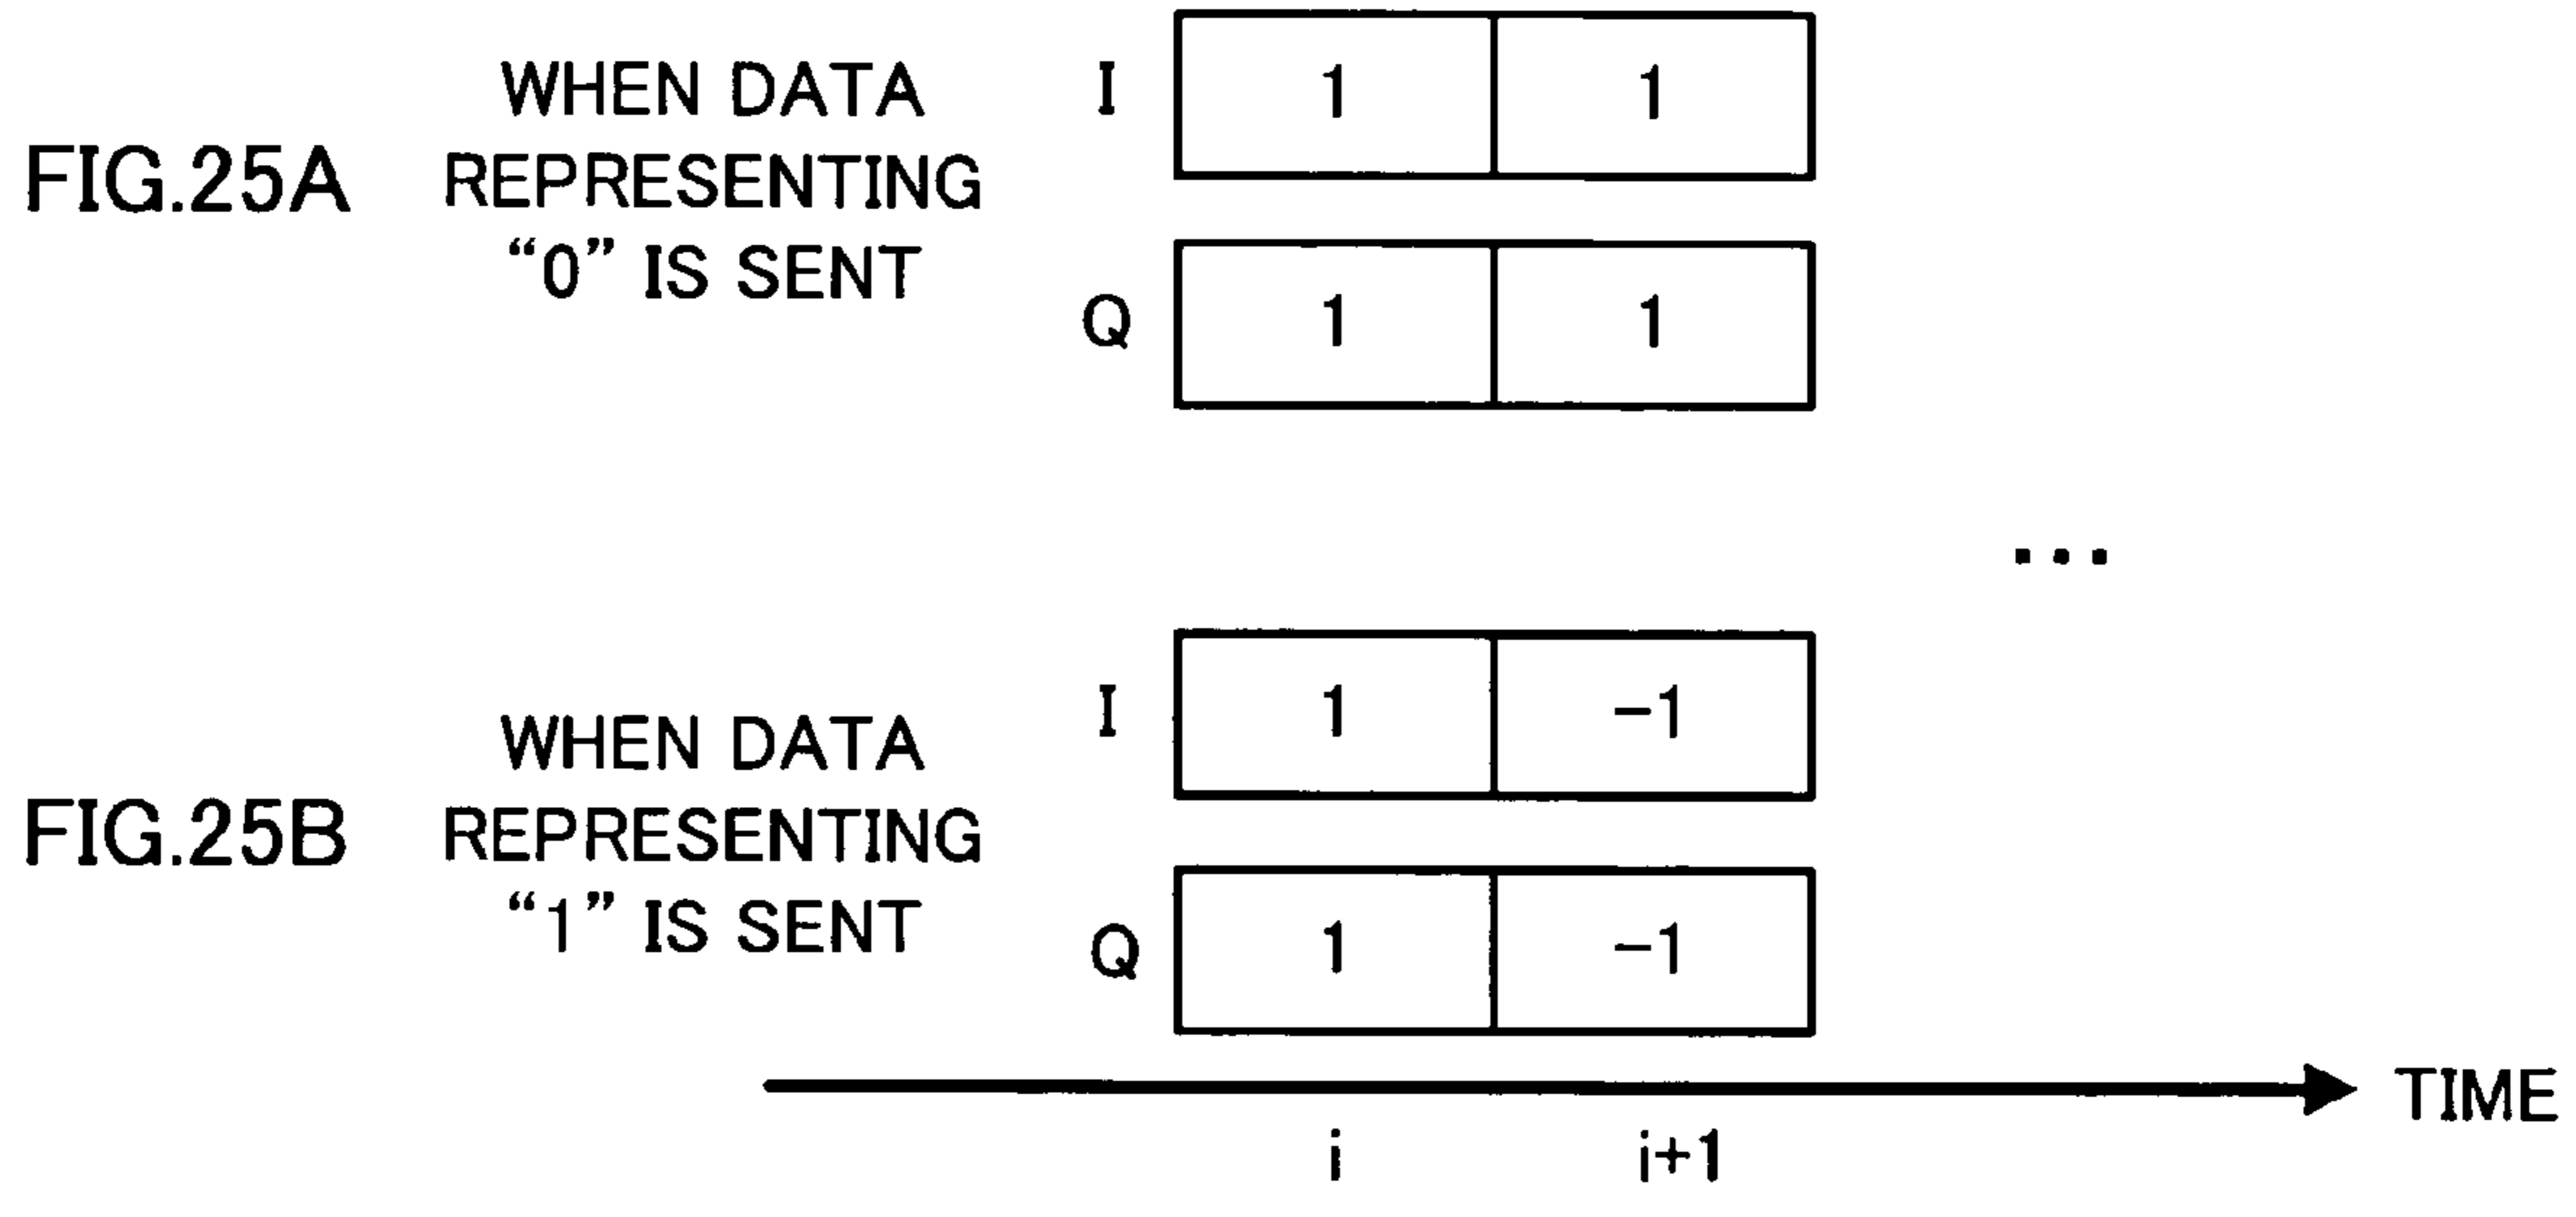 FIG.25A
WHEN DATA
REPRESENTING
“0” IS SENT
I 1 1
Q 1 1
...
FIG.25B
WHEN DATA
REPRESENTING
“1” IS SENT
I 1 −1
Q 1 −1
TIME
i i+1